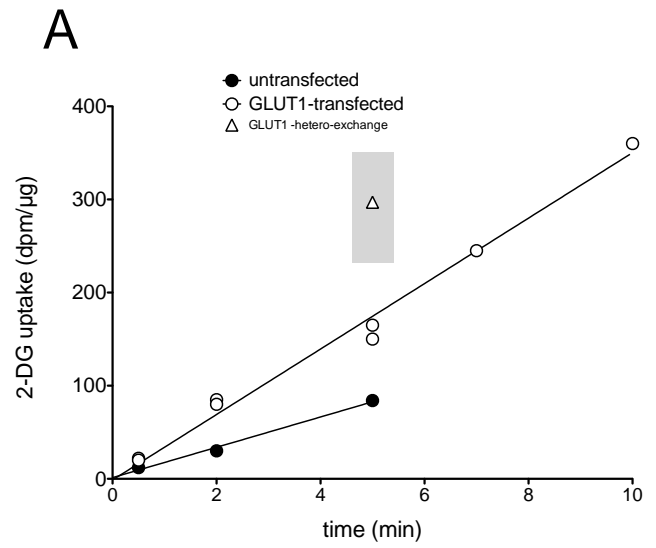 A
untransfected
GLUT1-transfected
GLUT1 -hetero-exchange
400
300
200
100
0
2-DG uptake (dpm/µg)
0 2 4 6 8 10
time (min)